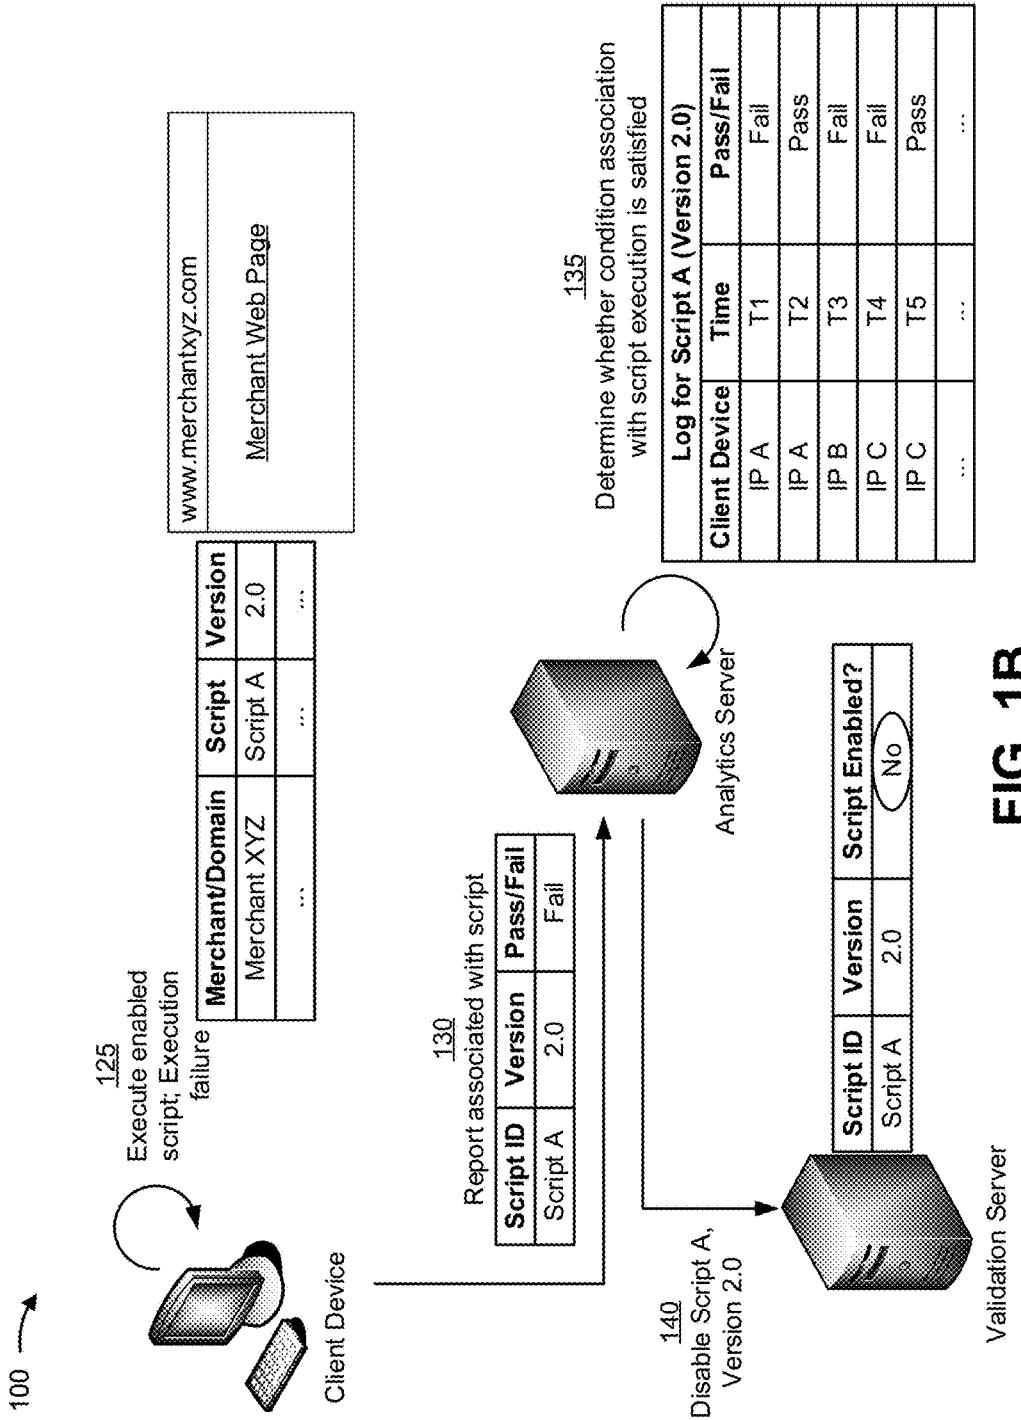 100
125
Execute enabled
script; Execution
failure
Merchant/Domain Script Version
Merchant XYZ Script A 2.0
... ... ...
www.merchantxyz.com
Merchant Web Page
Client Device
130
Report associated with script
Script ID Version Pass/Fail
Script A 2.0 Fail
Analytics Server
135
Determine whether condition association
with script execution is satisfied
Log for Script A (Version 2.0)
Client Device Time Pass/Fail
IP A T1 Fail
IP A T2 Pass
IP B T3 Fail
IP C T4 Fail
IP C T5 Pass
... ... ...
140
Disable Script A,
Version 2.0
Script ID Version Script Enabled?
Script A 2.0 No
Validation Server
FIG. 1B